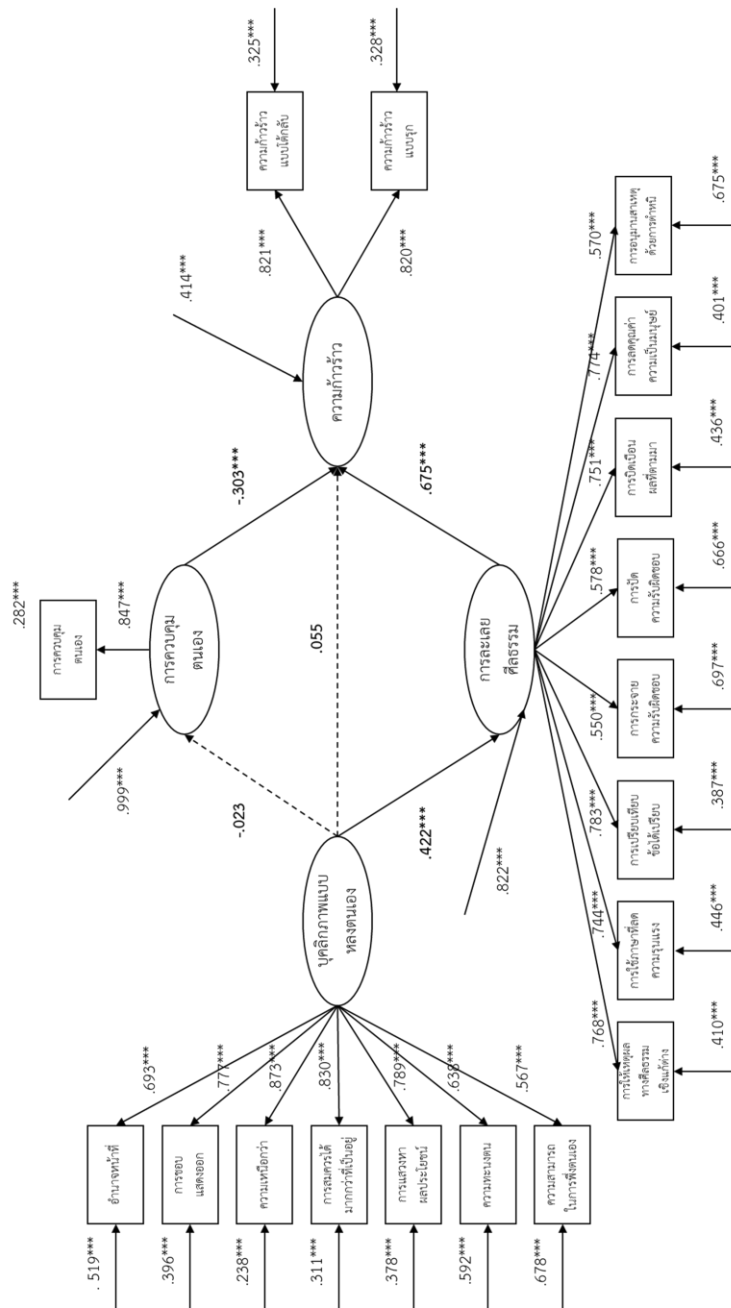 .519***
อำนาจหน้าที่
.693***
.396***
การชอบ
แสดงออก
.777***
.238***
ความเหนือกว่า
.873***
.311***
การสมควรได้
มากกว่าที่เป็นอยู่
.830***
.378***
การแสวงหา
ผลประโยชน์
.789***
.592***
ความทะนงตน
.638***
.678***
ความสามารถ
ในการพึ่งตนเอง
.567***
บุคลิกภาพแบบ
หลงตนเอง
-.023
.055
.422***
.999***
.282***
การควบคุม
ตนเอง
.847***
การควบคุม
ตนเอง
-.303***
.822***
การละเลย
ศีลธรรม
.675***
.414***
ความก้าวร้าว
.821***
ความก้าวร้าว
แบบโต้กลับ
.325***
.820***
ความก้าวร้าว
แบบรุก
.328***
.768***
การให้เหตุผล
ทางศีลธรรม
เชิงแก้ต่าง
.410***
.744***
การใช้ภาษาที่ลด
ความรุนแรง
.446***
.783***
การเปรียบเทียบ
ข้อได้เปรียบ
.387***
.550***
การกระจาย
ความรับผิดชอบ
.697***
.578***
การปัด
ความรับผิดชอบ
.666***
.751***
การบิดเบือน
ผลที่ตามมา
.436***
.774***
การลดคุณค่า
ความเป็นมนุษย์
.401***
.570***
การอนุมานสาเหตุ
ด้วยการตำหนิ
.675***